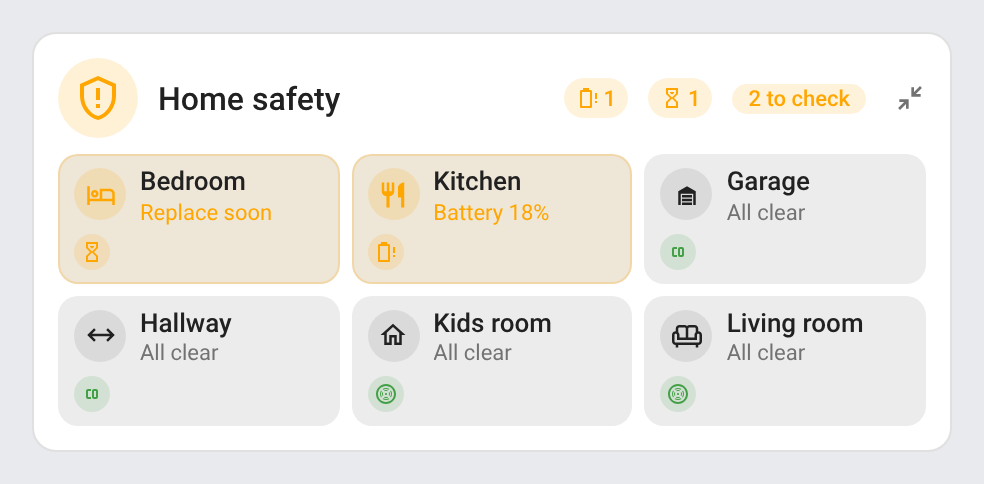 Home safety
1
1
2 to check
Bedroom
Replace soon
Kitchen
Battery 18%
Garage
All clear
CO
Hallway
All clear
CO
Kids room
All clear
Living room
All clear